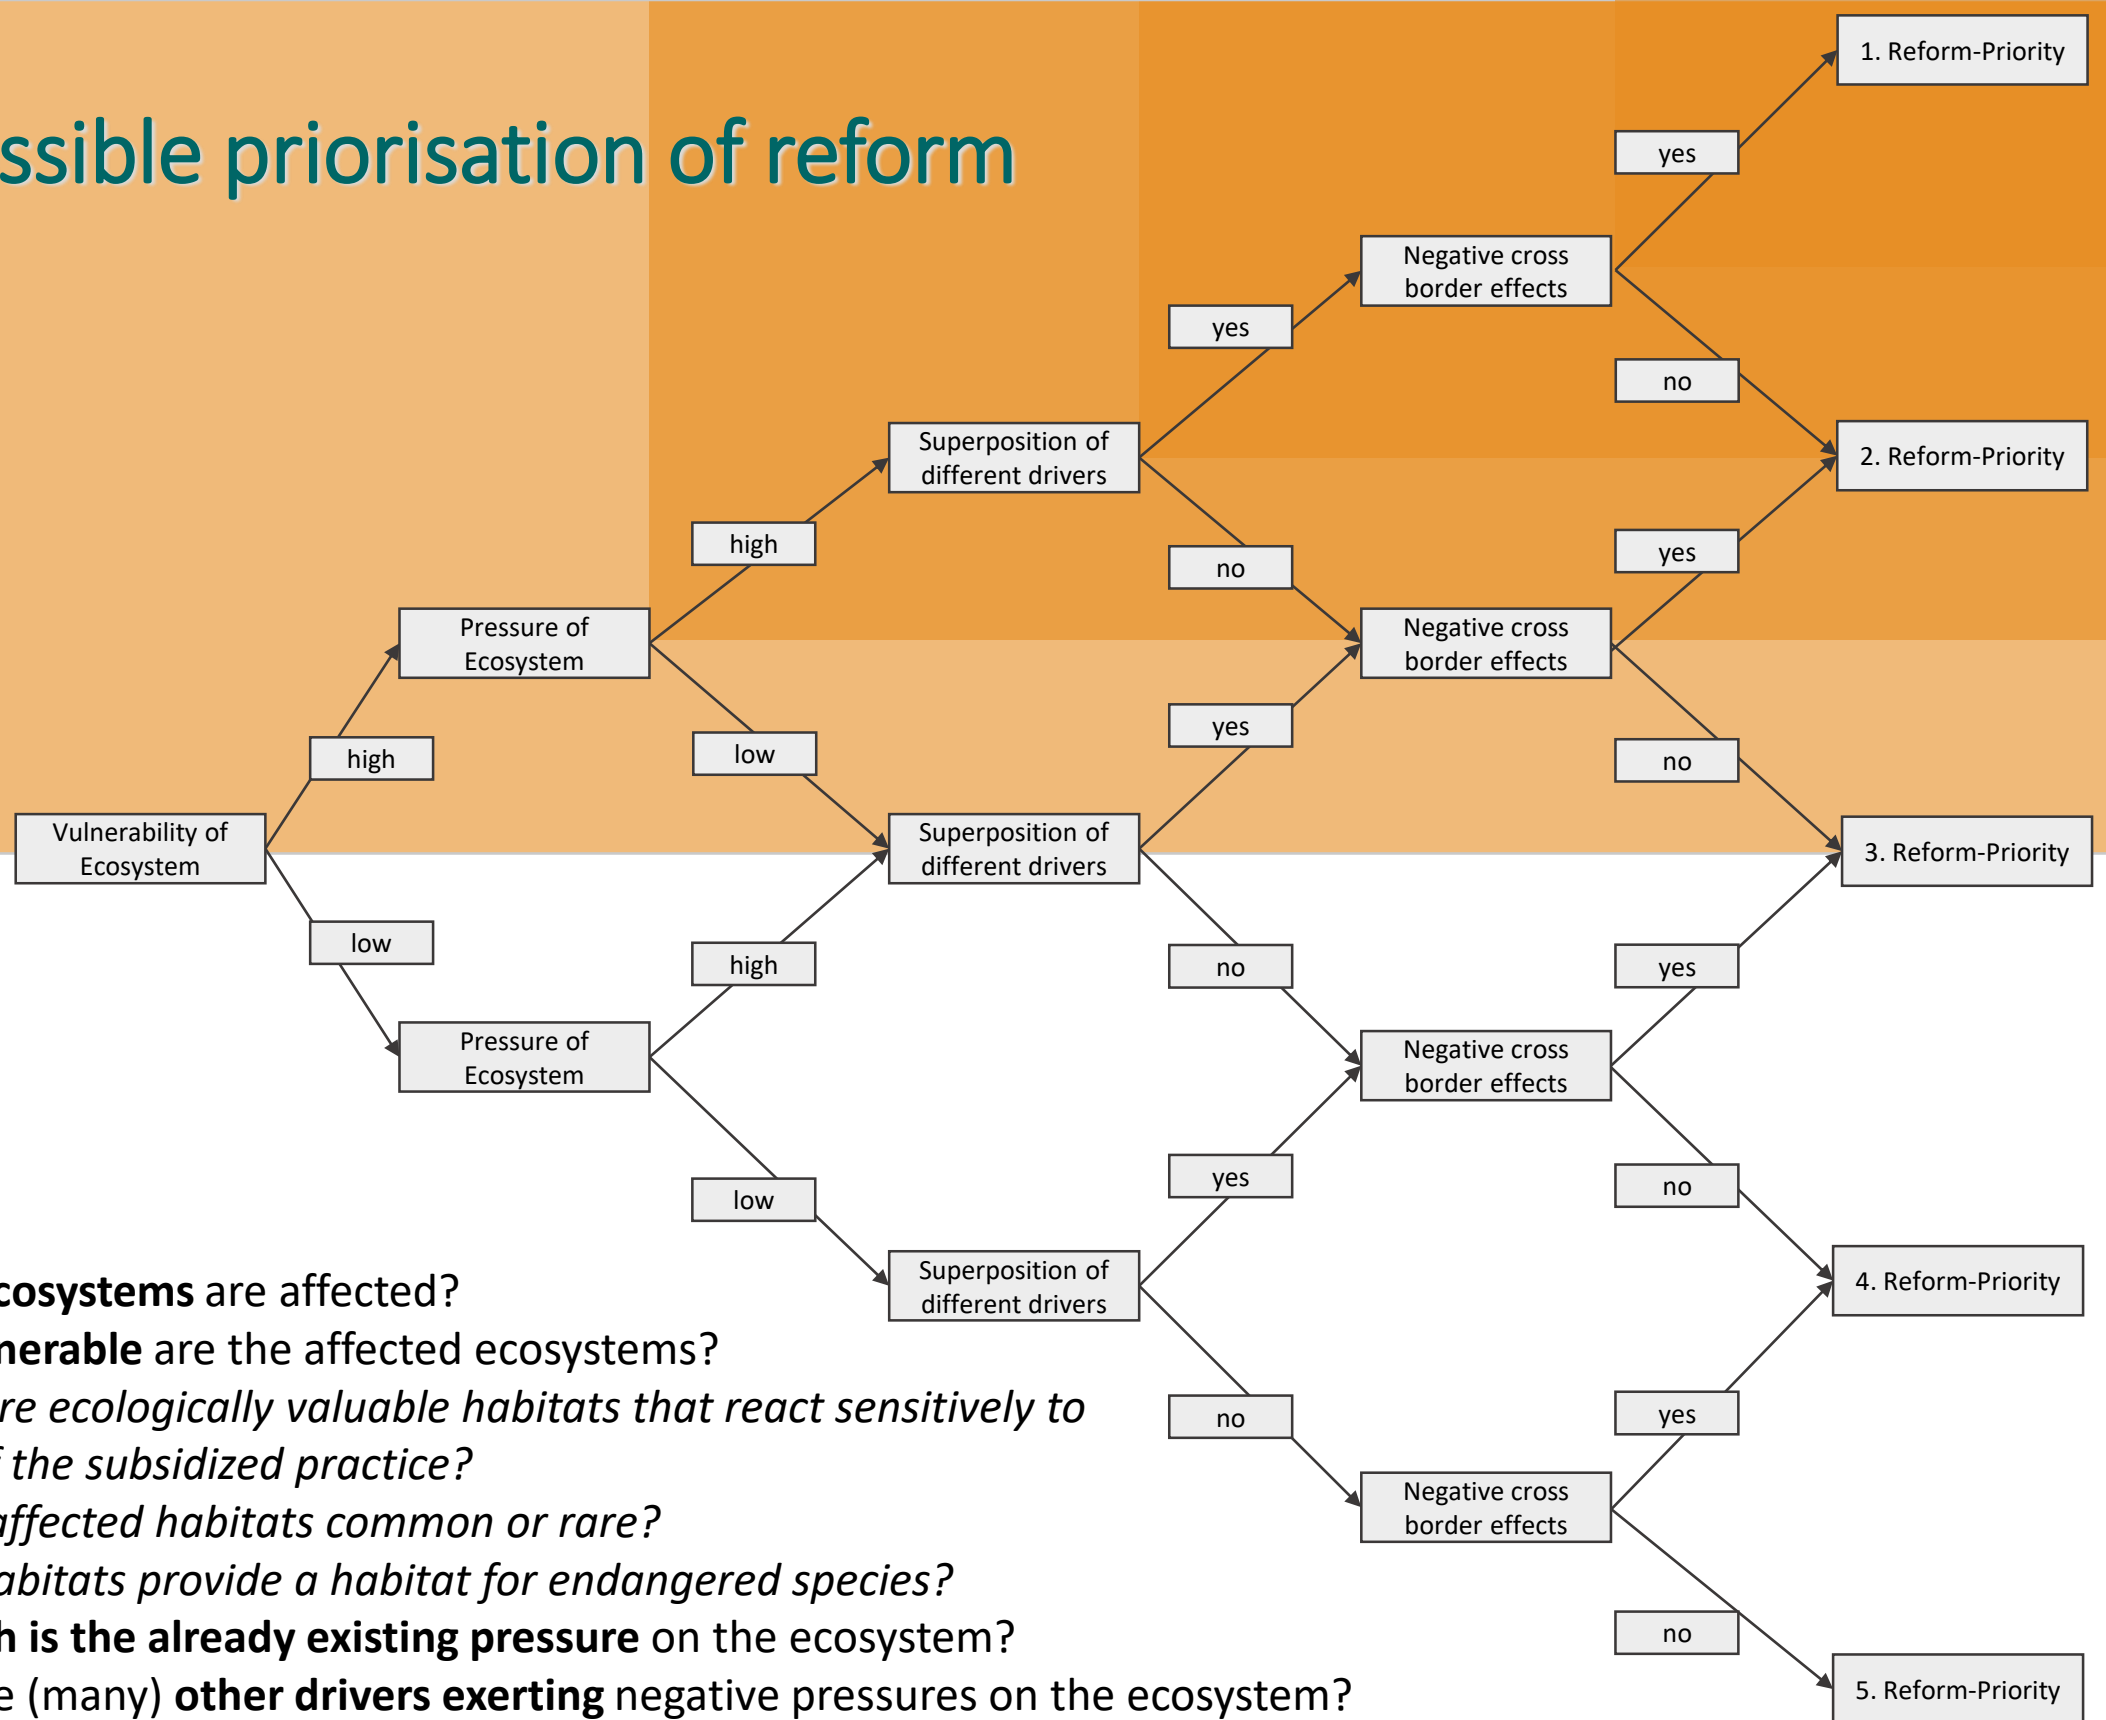 ssible priorisation of reform
1. Reform-Priority
yes
Negative cross
border effects
yes
no
Superposition of
different drivers
2. Reform-Priority
high
yes
no
Pressure of
Ecosystem
Negative cross
border effects
yes
low
high
no
Vulnerability of
Ecosystem
Superposition of
different drivers
3. Reform-Priority
low
high
no
yes
Pressure of
Ecosystem
Negative cross
border effects
yes
no
low
Superposition of
different drivers
4. Reform-Priority
cosystems are affected?
nerable are the affected ecosystems?
re ecologically valuable habitats that react sensitively to
no
yes
f the subsidized practice?
Negative cross
border effects
affected habitats common or rare?
abitats provide a habitat for endangered species?
h is the already existing pressure on the ecosystem?
no
e (many) other drivers exerting negative pressures on the ecosystem?
5. Reform-Priority